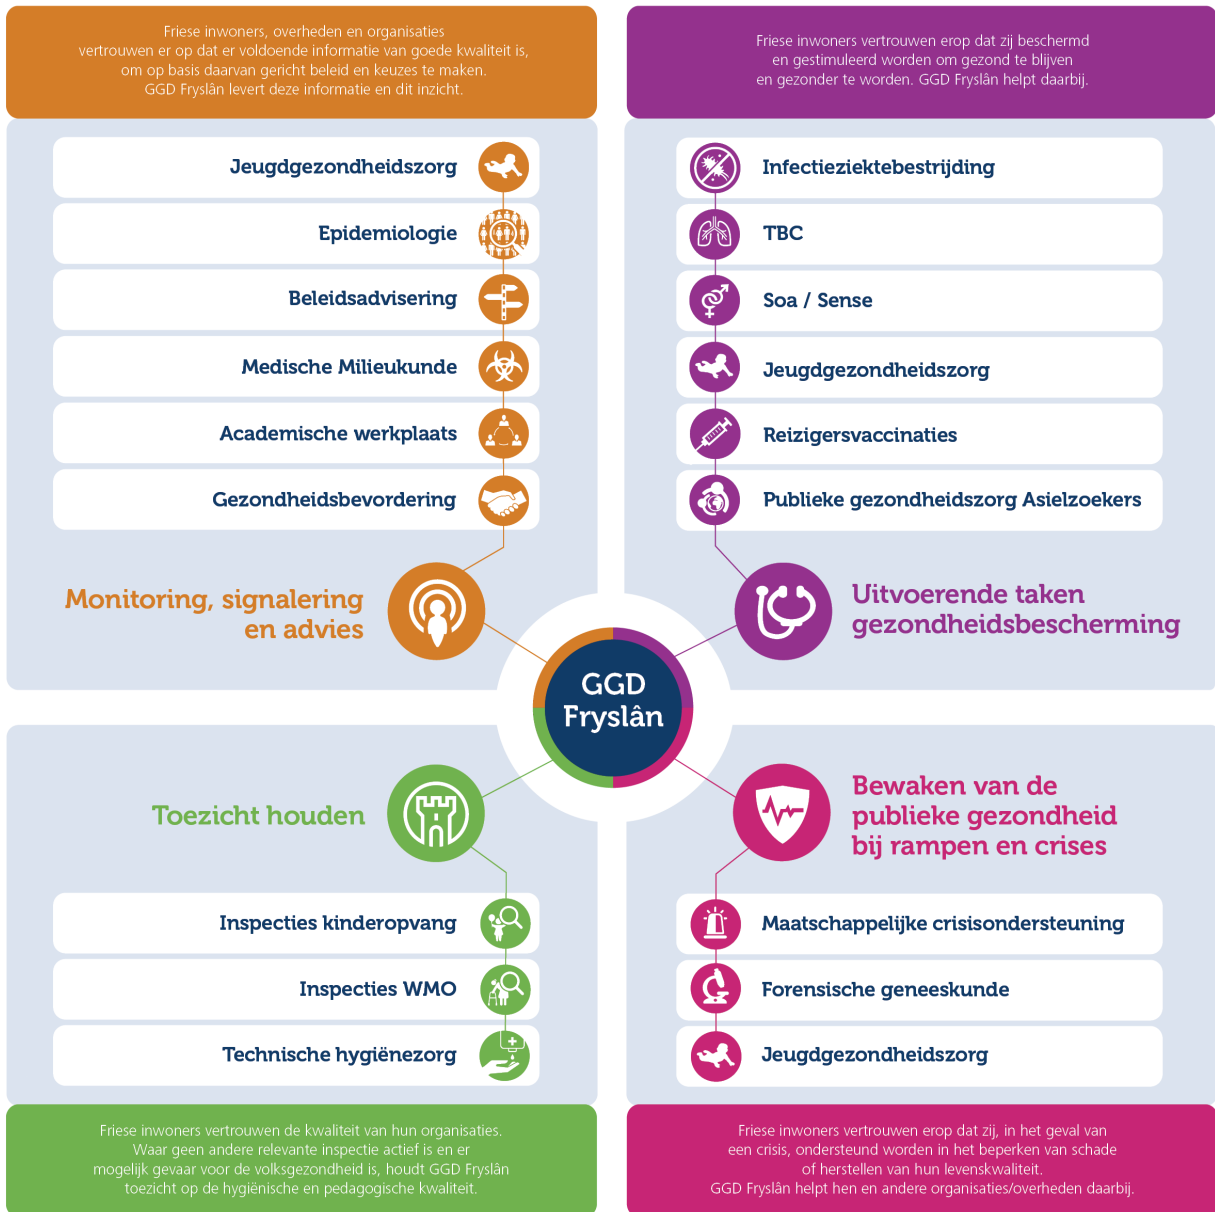 Friese inwoners, overheden en organisaties
vertrouwen er op dat er voldoende informatie van goede kwaliteit is,
om op basis daarvan gericht beleid en keuzes te maken.
GGD Fryslân levert deze informatie en dit inzicht.
Jeugdgezondheidszorg
Epidemiologie
Beleidsadvisering
Medische Milieukunde
Academische werkplaats
Gezondheidsbevordering
Monitoring, signalering
en advies
Friese inwoners vertrouwen erop dat zij beschermd
en gestimuleerd worden om gezond te blijven
en gezonder te worden. GGD Fryslân helpt daarbij.
Infectieziektebestrijding
TBC
Soa / Sense
Jeugdgezondheidszorg
Reizigersvaccinaties
Publieke gezondheidszorg Asielzoekers
Uitvoerende taken
gezondheidsbescherming
GGD
Fryslân
Toezicht houden
Inspecties kinderopvang
Inspecties WMO
Technische hygiënezorg
Friese inwoners vertrouwen de kwaliteit van hun organisaties.
Waar geen andere relevante inspectie actief is en er
mogelijk gevaar voor de volksgezondheid is, houdt GGD Fryslân
toezicht op de hygiënische en pedagogische kwaliteit.
Bewaken van de
publieke gezondheid
bij rampen en crises
Maatschappelijke crisisondersteuning
Forensische geneeskunde
Jeugdgezondheidszorg
Friese inwoners vertrouwen erop dat zij, in het geval van
een crisis, ondersteund worden in het beperken van schade
of herstellen van hun levenskwaliteit.
GGD Fryslân helpt hen en andere organisaties/overheden daarbij.